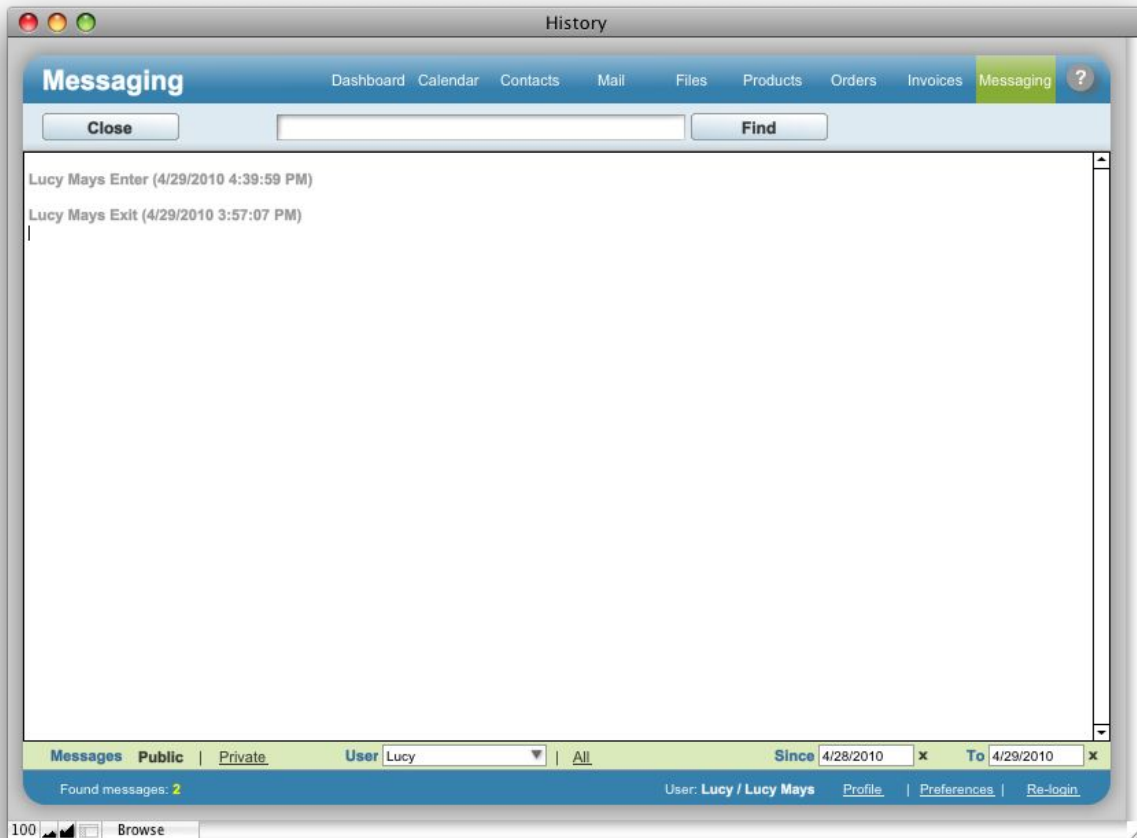 History
Messaging Dashboard Calendar Contacts Mail Files Products Orders Invoices Messaging ?
Close Find
Lucy Mays Enter (4/29/2010 4:39:59 PM)
Lucy Mays Exit (4/29/2010 3:57:07 PM)
Messages Public | Private User Lucy | All Since 4/28/2010 x To 4/29/2010 x
Found messages: 2 User: Lucy / Lucy Mays Profile | Preferences | Re-login
100 Browse